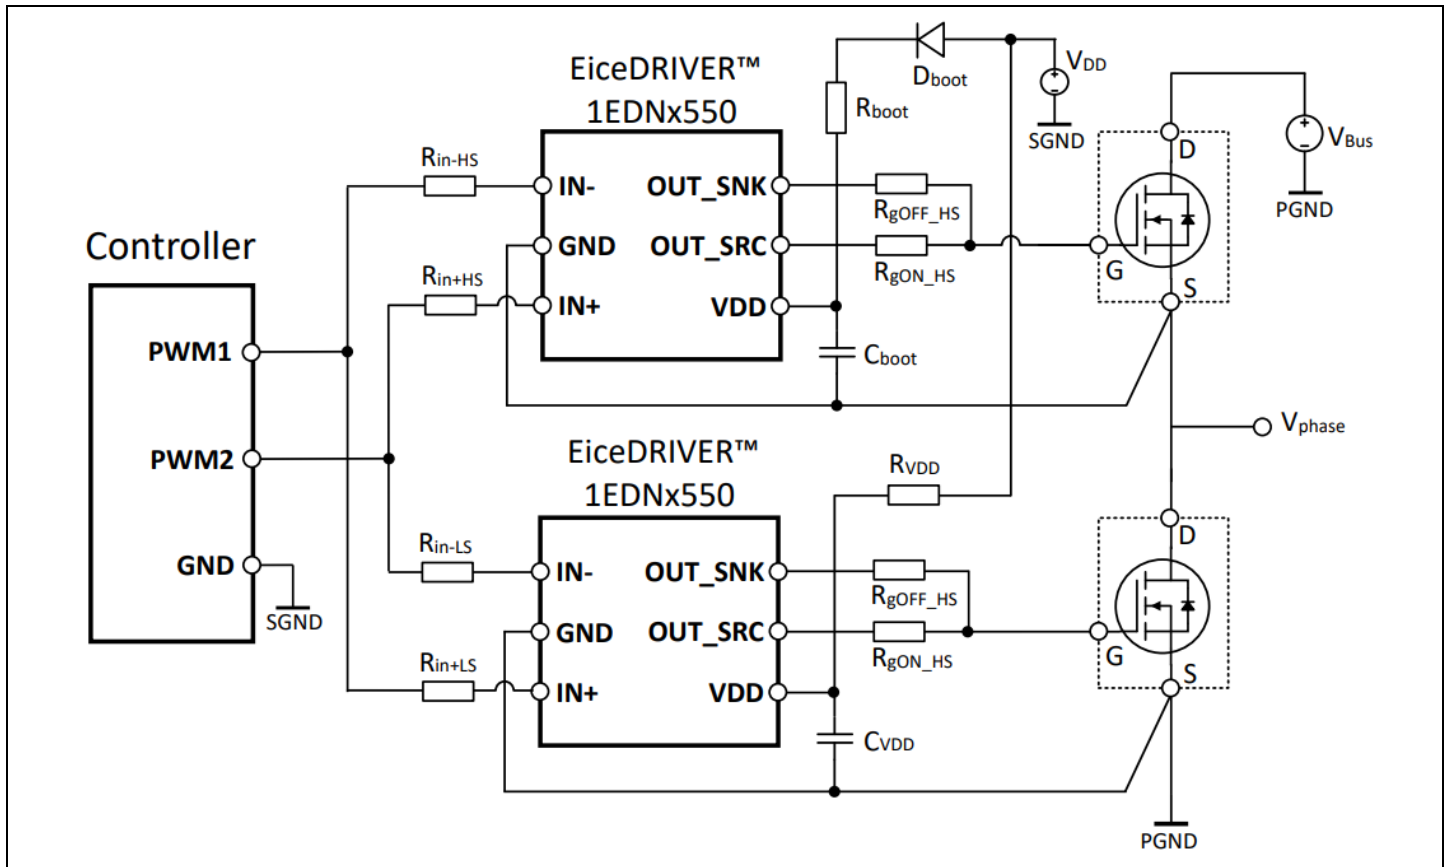 EiceDRIVER™
1EDNx550
Dboot
VDD
Rboot
SGND
D
VBus
Rin-HS
IN-
OUT_SNK
RgOFF_HS
PGND
Controller
GND
OUT_SRC
RgON_HS
G
S
Rin+HS
IN+
VDD
PWM1
Cboot
Vphase
EiceDRIVER™
1EDNx550
PWM2
RVDD
D
Rin-LS
IN-
OUT_SNK
RgOFF_HS
GND
SGND
GND
OUT_SRC
RgON_HS
G
S
Rin+LS
IN+
VDD
CVDD
PGND